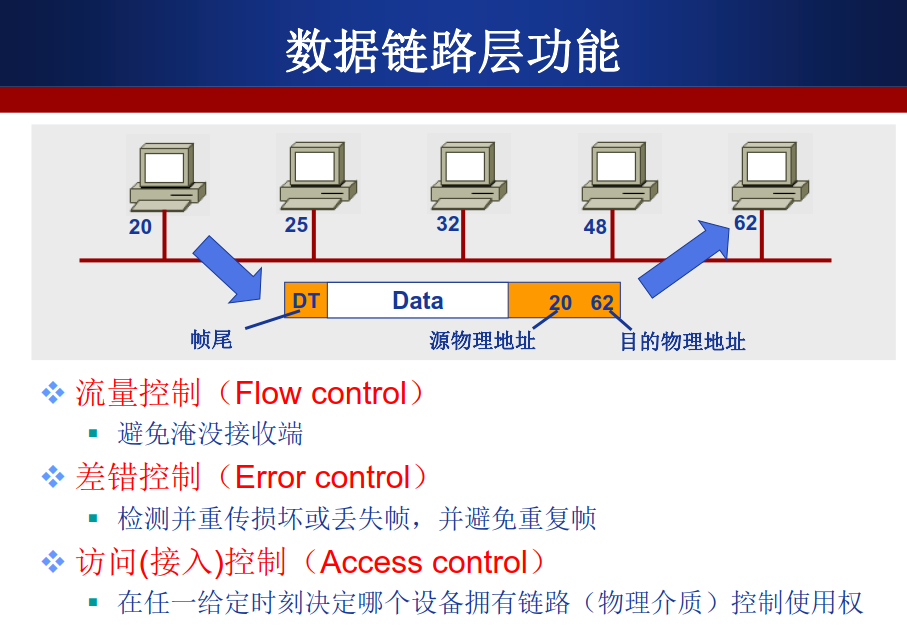 数据链路层功能
20 25 32 48 62
DT Data 20 62
帧尾 源物理地址 目的物理地址
流量控制（Flow control）
避免淹没接收端
差错控制（Error control）
检测并重传损坏或丢失帧，并避免重复帧
访问(接入)控制（Access control）
在任一给定时刻决定哪个设备拥有链路（物理介质）控制使用权